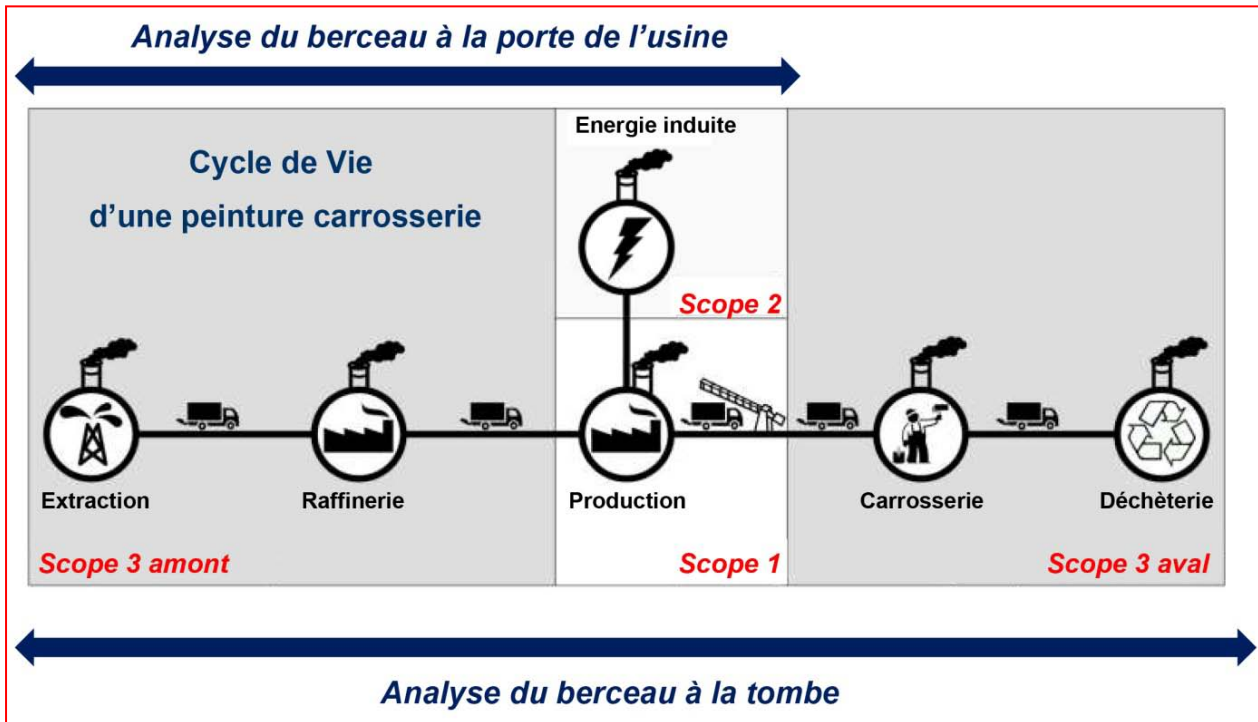 Analyse du berceau à la porte de l’usine
Energie induite
Cycle de Vie
d’une peinture carrosserie
Scope 2
Extraction
Raffinerie
Production
Carrosserie
Déchèterie
Scope 3 amont
Scope 1
Scope 3 aval
Analyse du berceau à la tombe